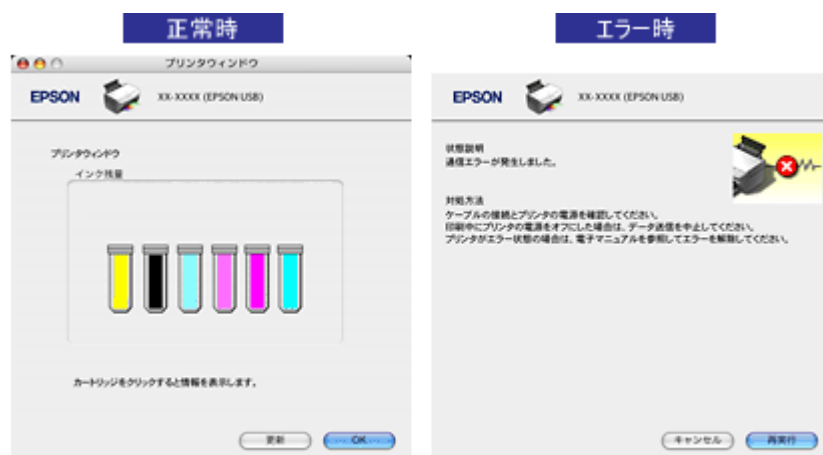 正常時
プリンタウィンドウ
EPSON
XX-XXXX (EPSON USB)
プリンタウィンドウ
インク残量
カートリッジをクリックすると情報を表示します。
更新
OK
エラー時
EPSON
XX-XXXX (EPSON USB)
状態説明
通信エラーが発生しました。
対処方法
ケーブルの接続とプリンタの電源を確認してください。
印刷中にプリンタの電源をオフにした場合は、データ送信を中止してください。
プリンタがエラー状態の場合は、電子マニュアルを参照してエラーを解除してください。
キャンセル
再実行